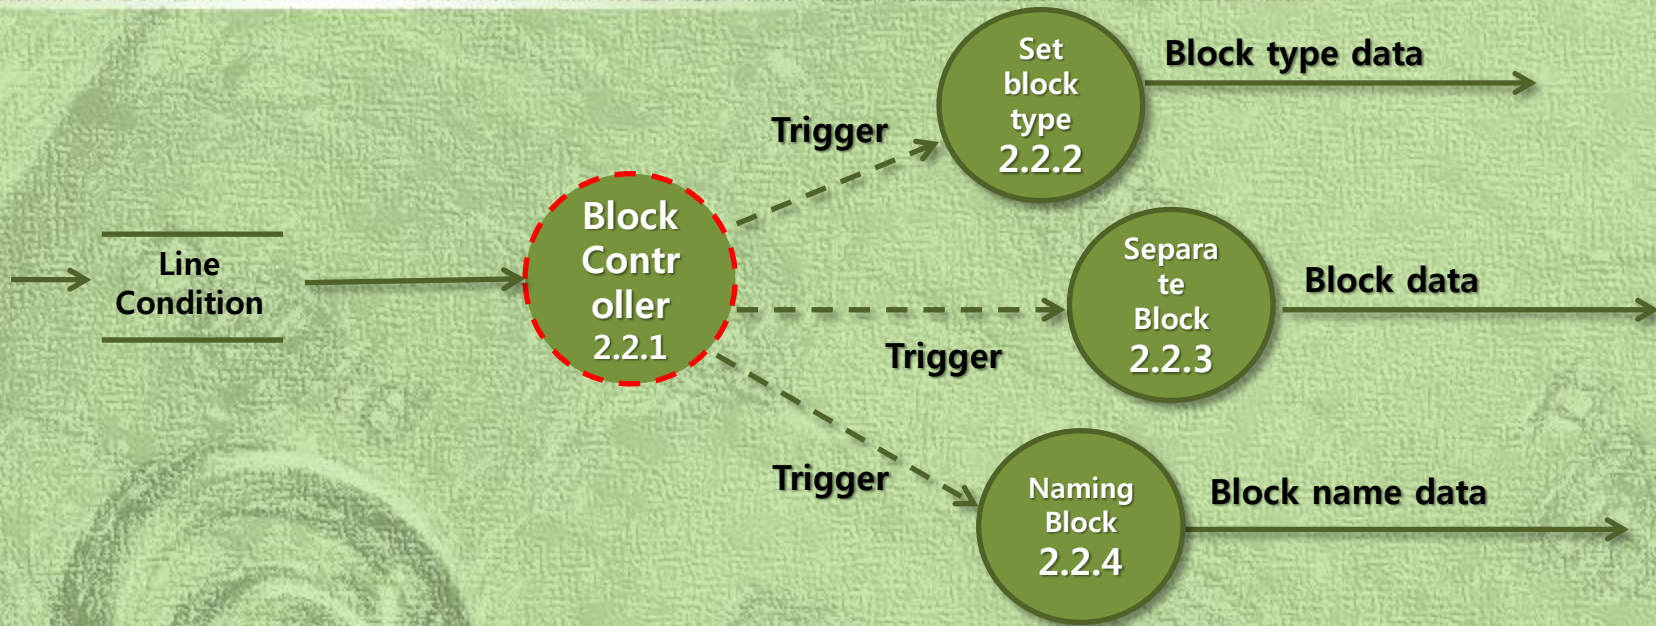 Line
Condition
Block
Contr
oller
2.2.1
Trigger
Set
block
type
2.2.2
Block type data
Trigger
Separa
te
Block
2.2.3
Block data
Trigger
Naming
Block
2.2.4
Block name data